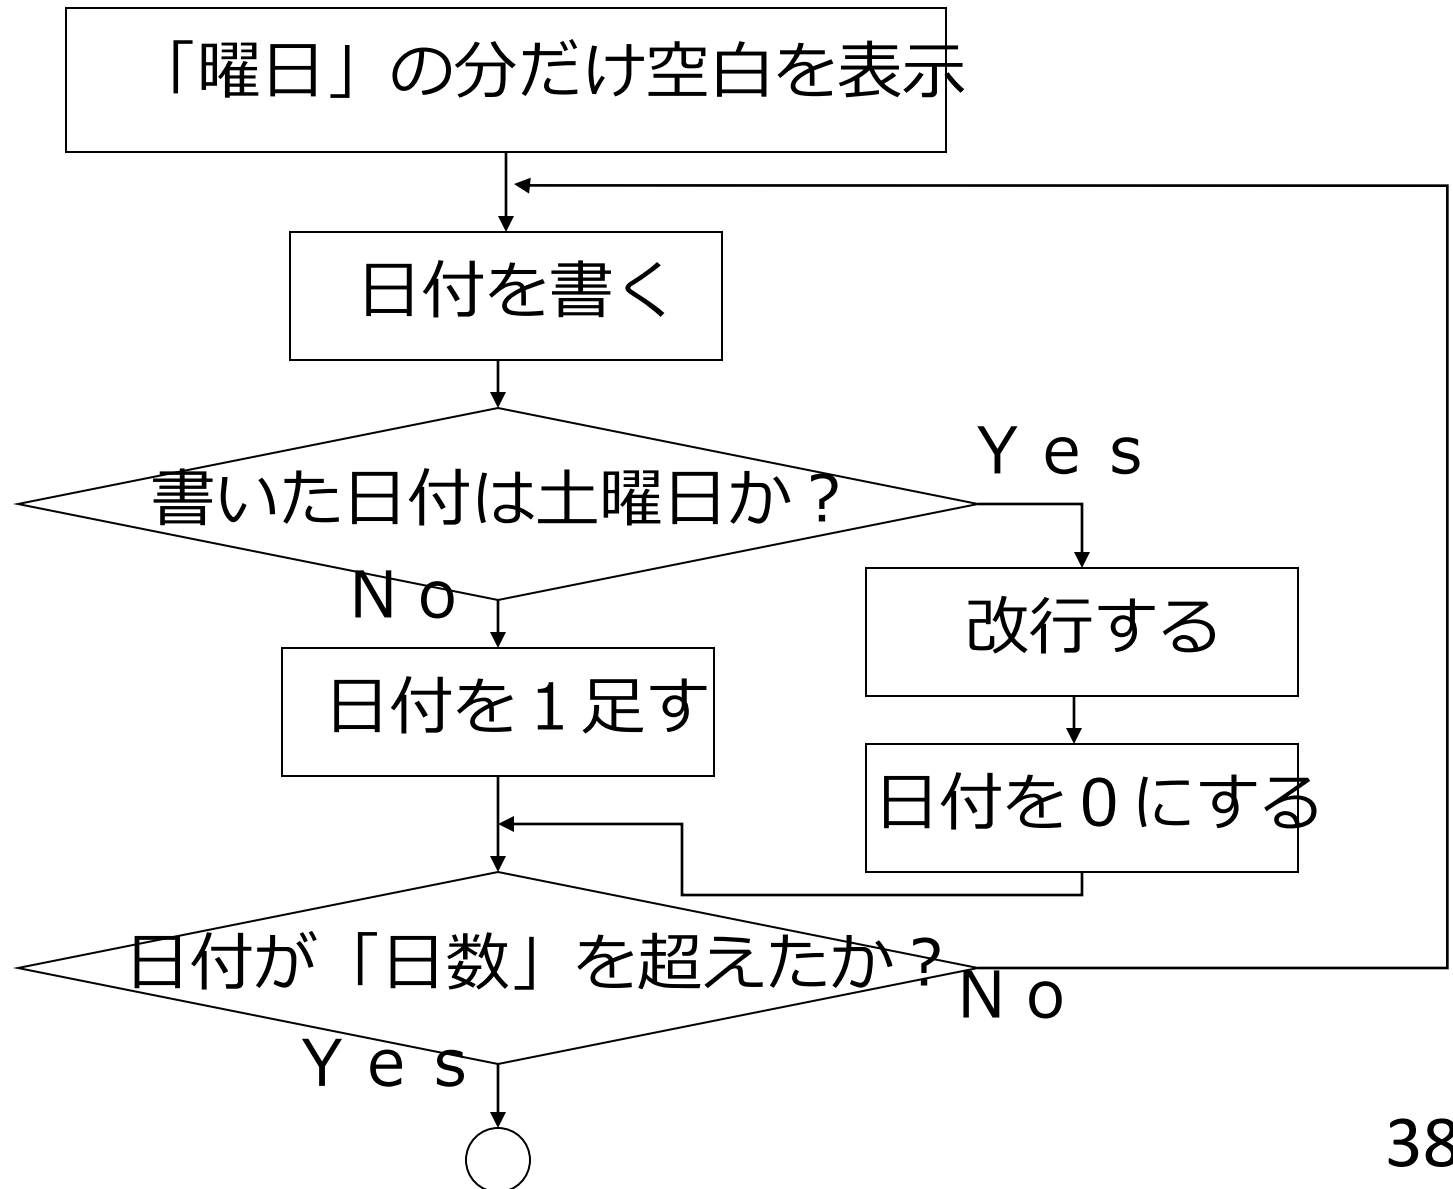 「曜日」の分だけ空白を表示
日付を書く
書いた日付は土曜日か？
Ｙｅｓ
Ｎｏ
改行する
日付を１足す
日付を０にする
日付が「日数」を超えたか？
Ｎｏ
Ｙｅｓ
38